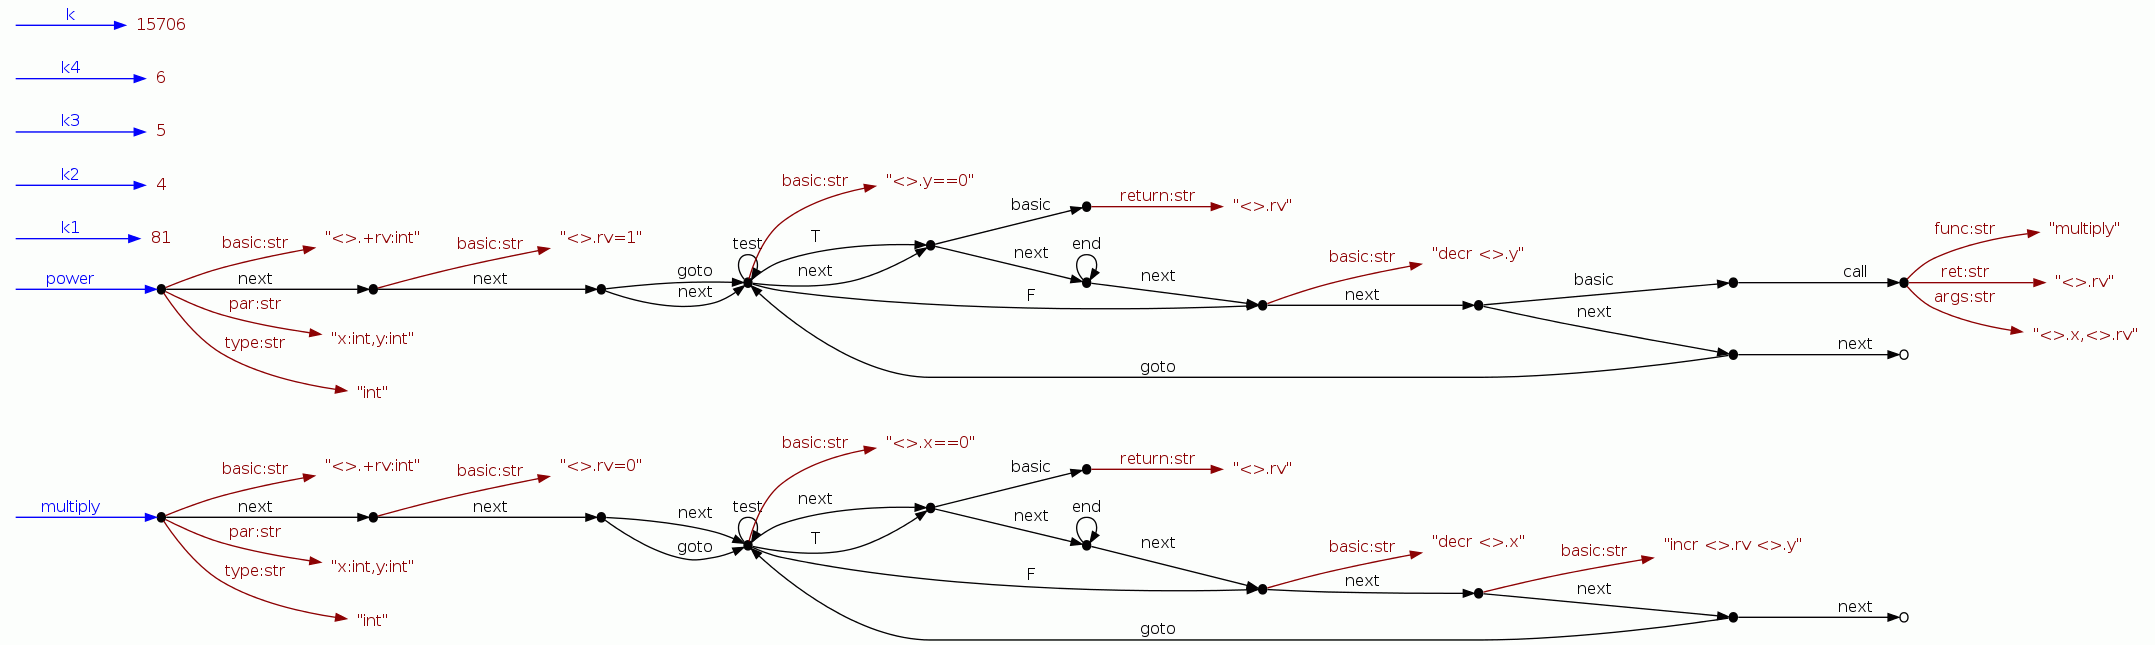 k
15706
k4
6
k3
5
k2
4
k1
81
power
basic:str
"<>.+rv:int"
next
par:str
"x:int,y:int"
type:str
"int"
basic:str
"<>.rv=1"
next
goto
next
test
basic:str
"<>.y==0"
T
next
F
basic
return:str
"<>.rv"
next
end
next
basic:str
"decr <>.y"
next
basic
next
goto
call
next
func:str
"multiply"
ret:str
"<>.rv"
args:str
"<>.x,<>.rv"
multiply
basic:str
"<>.+rv:int"
next
par:str
"x:int,y:int"
type:str
"int"
basic:str
"<>.rv=0"
next
next
goto
test
basic:str
"<>.x==0"
next
T
F
basic
return:str
"<>.rv"
next
end
next
basic:str
"decr <>.x"
next
basic:str
"incr <>.rv <>.y"
next
goto
next